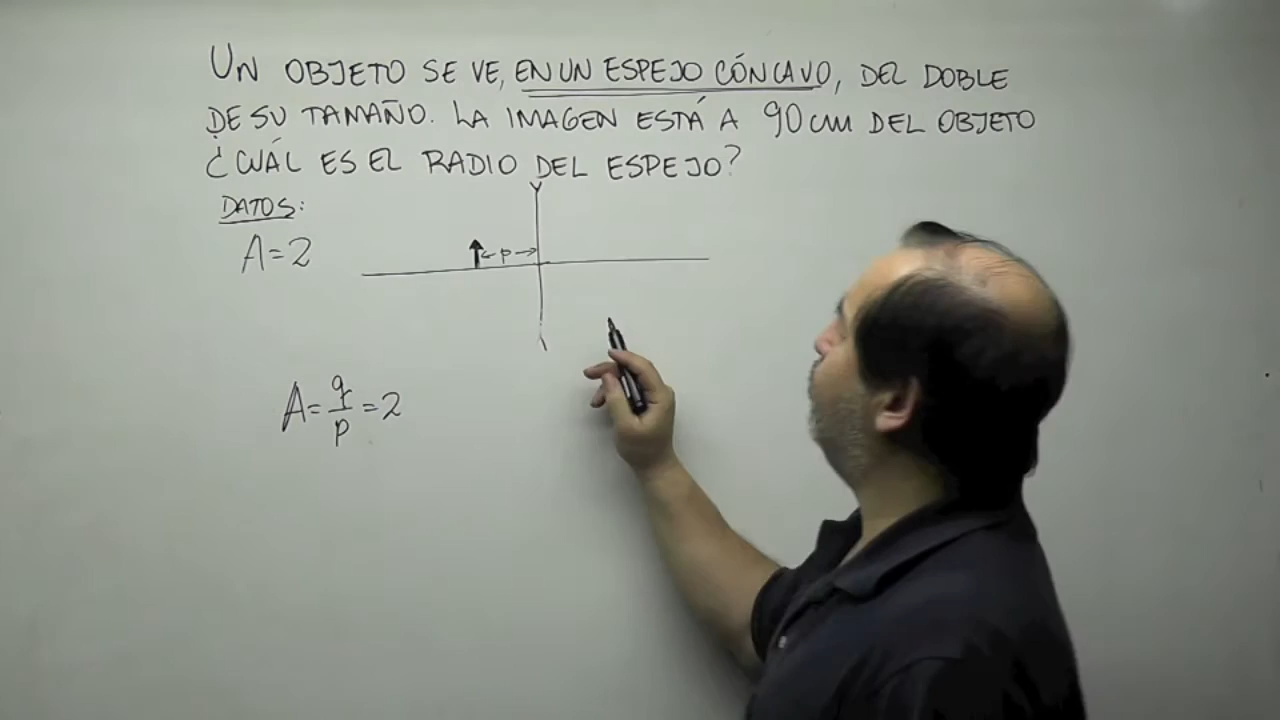 UN OBJETO SE VE, EN UN ESPEJO CÓNCAVO, DEL DOBLE
DE SU TAMAÑO. LA IMAGEN ESTÁ A 90 cm DEL OBJETO
¿CUÁL ES EL RADIO DEL ESPEJO?
DATOS:
A=2
p
A=q/p=2